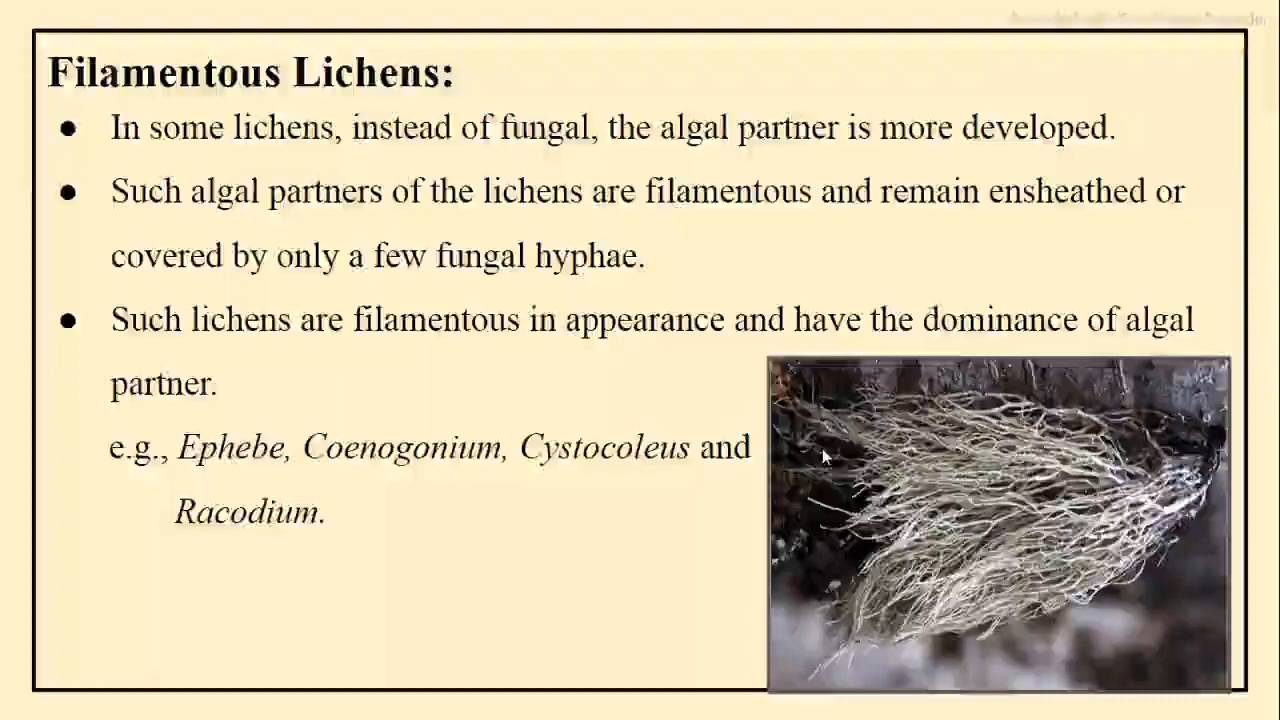 Filamentous Lichens:
● In some lichens, instead of fungal, the algal partner is more developed.
● Such algal partners of the lichens are filamentous and remain ensheathed or
covered by only a few fungal hyphae.
● Such lichens are filamentous in appearance and have the dominance of algal
partner.
e.g., Ephebe, Coenogonium, Cystocoleus and
Racodium.